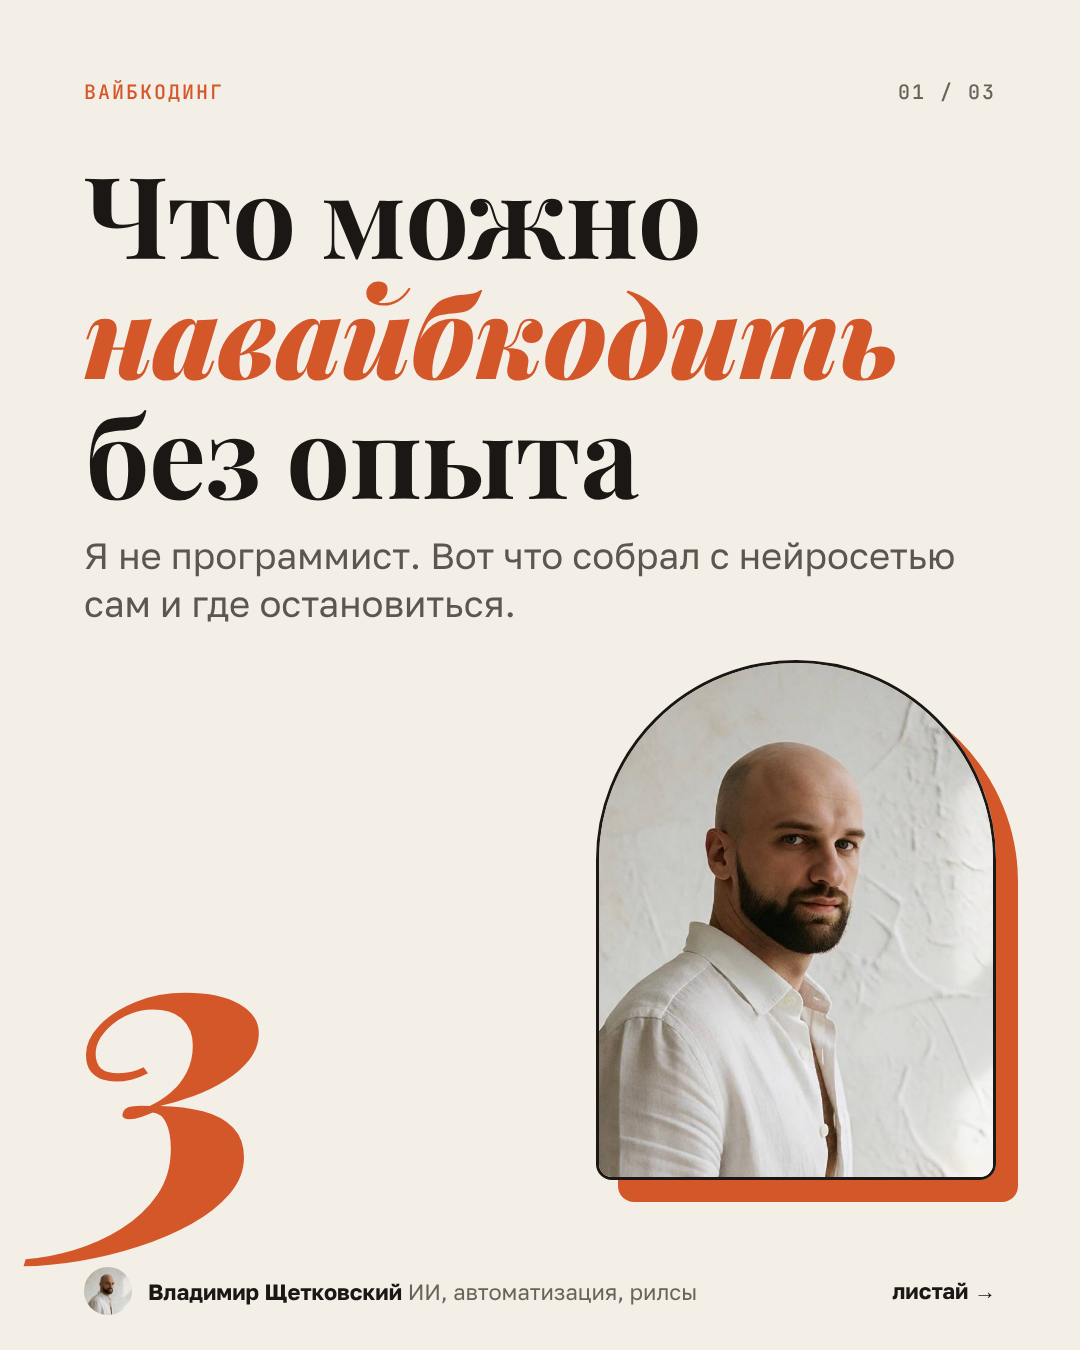 ВАЙБКОДИНГ
01 / 03
Что можно
навайбкодить
без опыта
Я не программист. Вот что собрал с нейросетью
сам и где остановиться.
3
Владимир Щетковский ИИ, автоматизация, рилсы
листай →